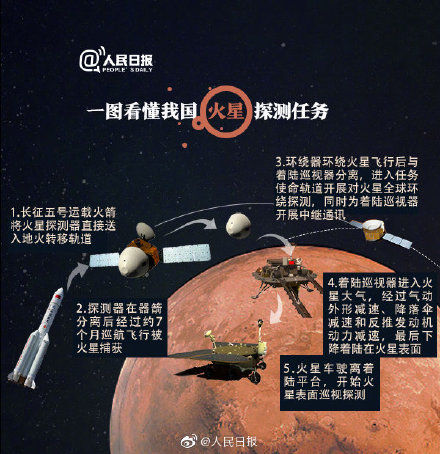 @人民日报
PEOPLE'S DAILY
一图看懂我国火星探测任务
1.长征五号运载火箭
将火星探测器直接送
入地火转移轨道
2.探测器在器箭
分离后经过约7
个月巡航飞行被
火星捕获
3.环绕器环绕火星飞行后与
着陆巡视器分离，进入任务
使命轨道开展对火星全球环
绕探测，同时为着陆巡视器
开展中继通讯
4.着陆巡视器进入火
星大气，经过气动
外形减速、降落伞
减速和反推发动机
动力减速，最后下
降着陆在火星表面
5.火星车驶离着
陆平台，开始火
星表面巡视探测
@人民日报